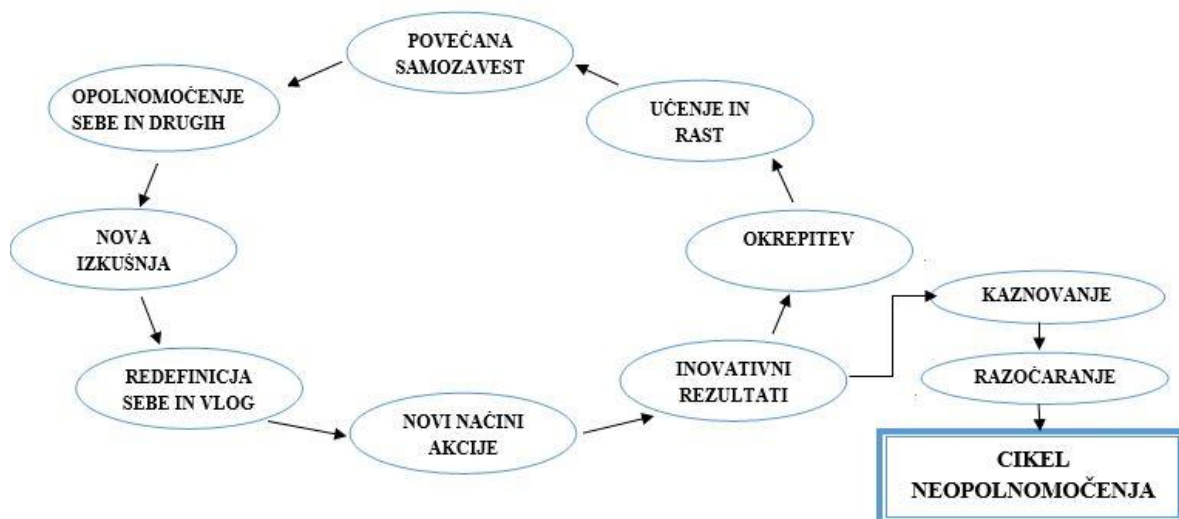 POVEČANA
SAMOZAVEST
OPOLNOMOČENJE
SEBE IN DRUGIH
UČENJE IN
RAST
NOVA
IZKUŠNJA
OKREPITEV
KAZNOVANJE
REDEFINICJA
SEBE IN VLOG
INOVATIVNI
REZULTATI
RAZOČARANJE
NOVI NAČINI
AKCIJE
CIKEL
NEOPOLNOMOČENJA